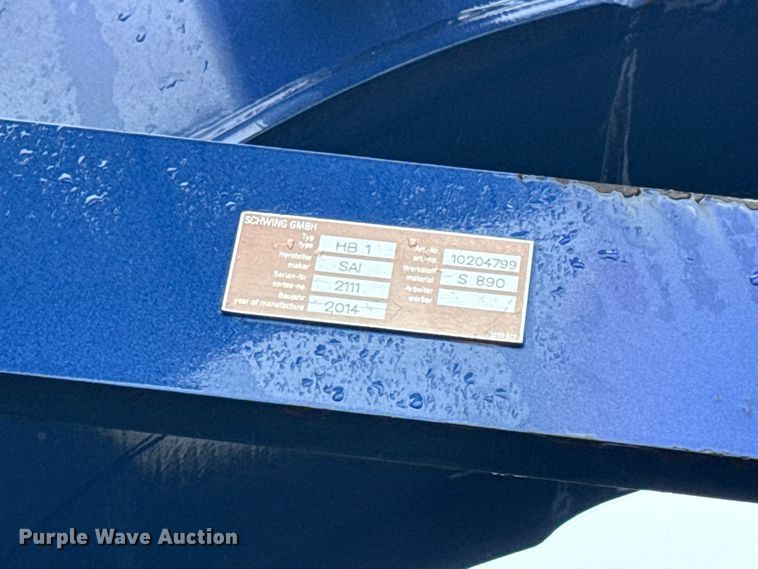 SCHWING GMBH
Typ
type HB 1
Hersteller
maker SAI
Serien-Nr
series-no. 2111
Baujahr
year of manufacture 2014
Art.-Nr
art.-no. 10204799
Werkstoff
material S 890
Arbeiter
worker
Purple Wave Auction